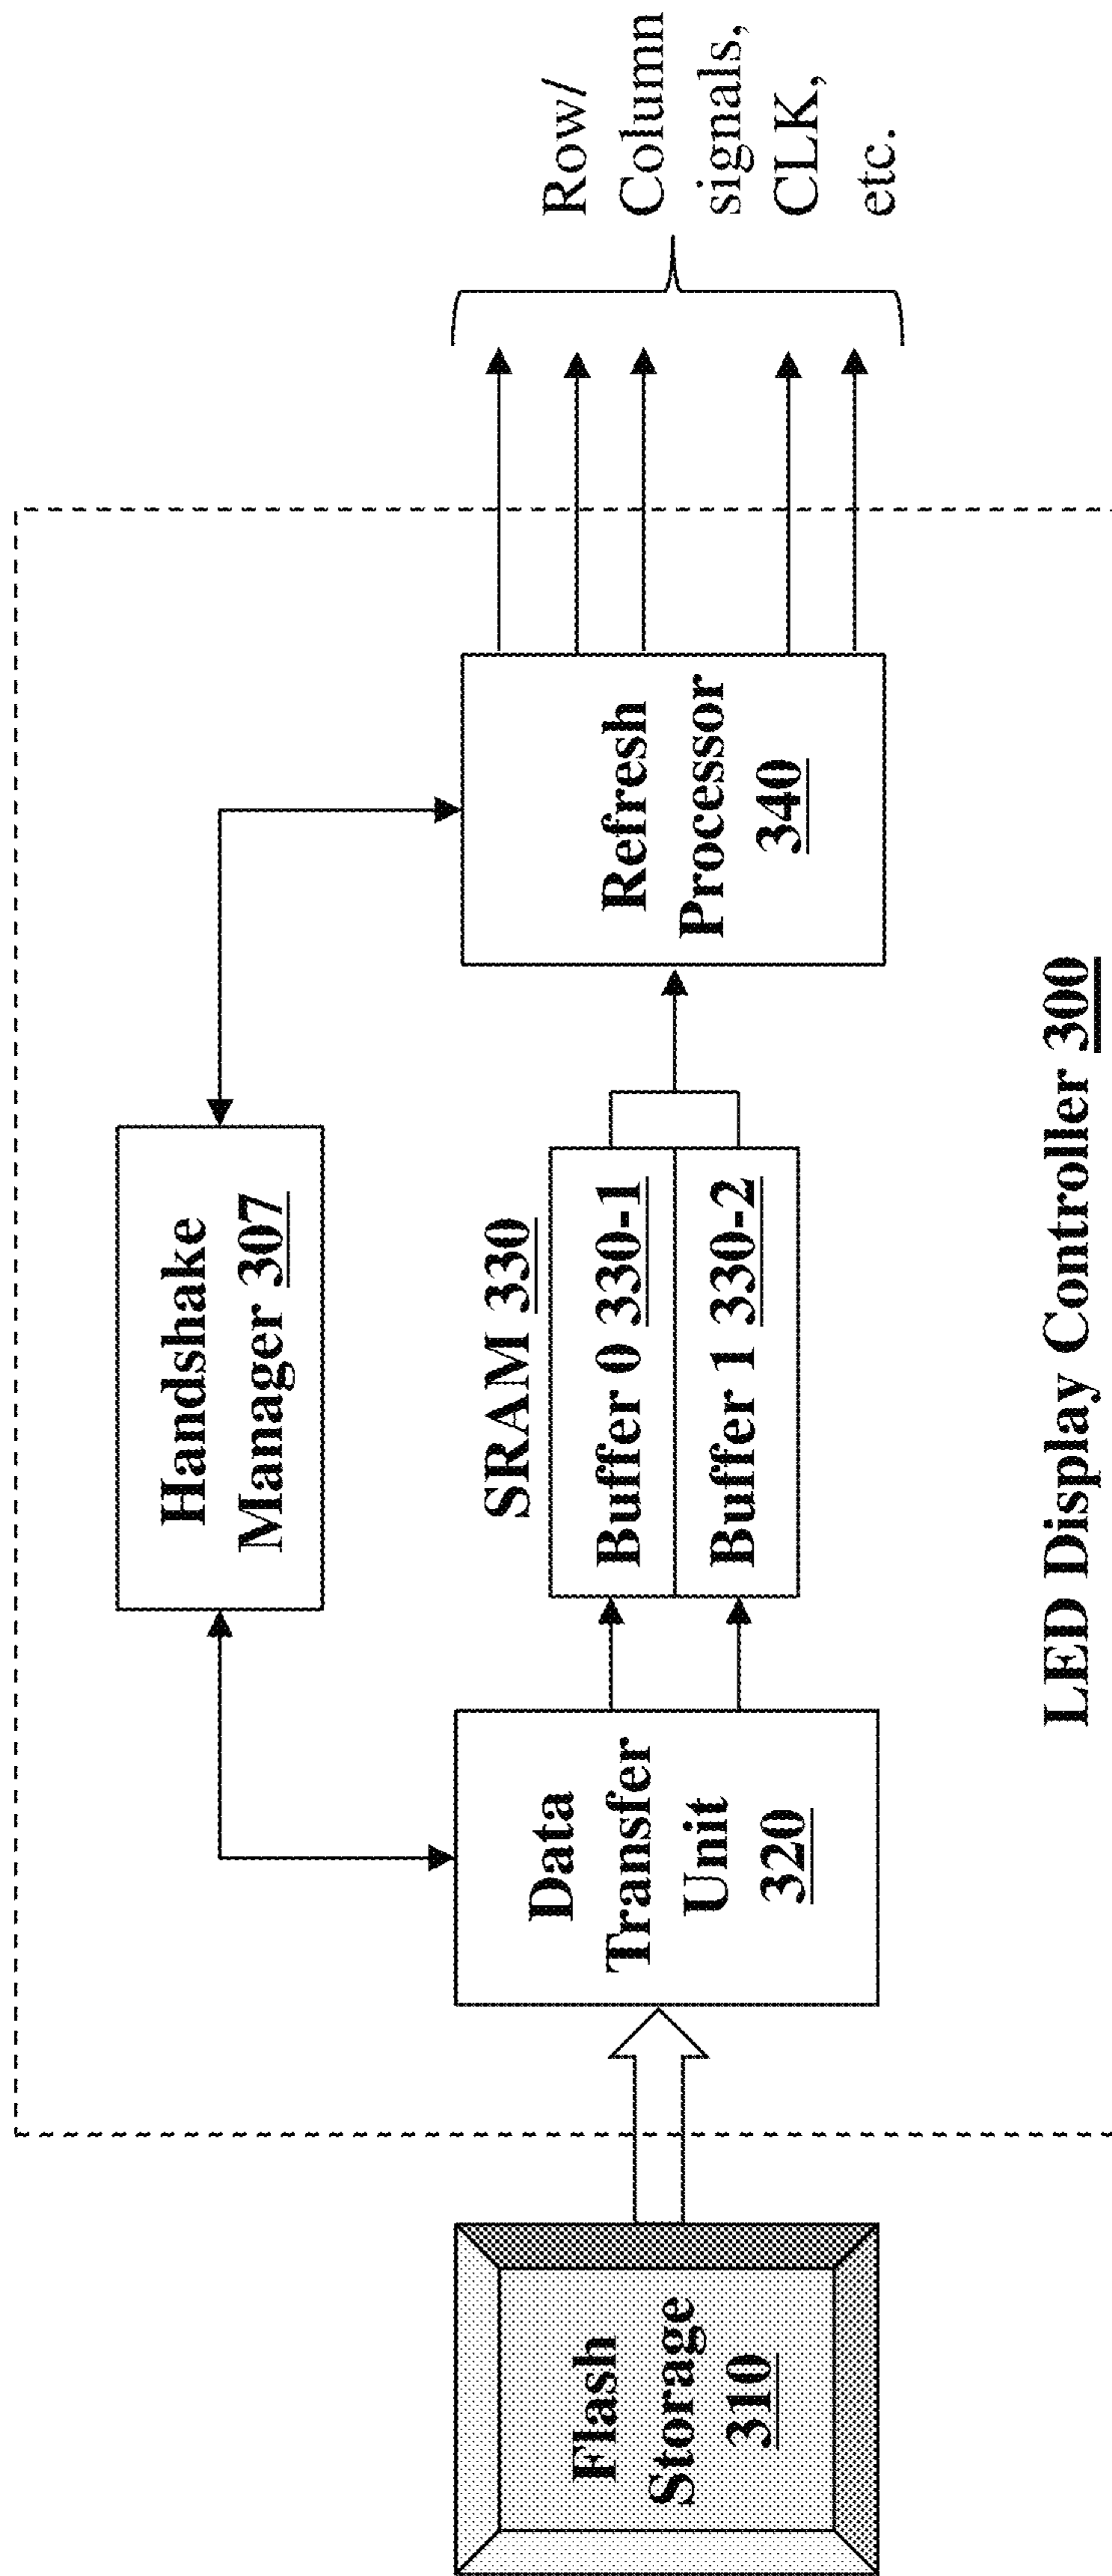 Flash
Storage
310
Data
Transfer
Unit
320
Handshake
Manager 307
SRAM 330
Buffer 0 330-1
Buffer 1 330-2
Refresh
Processor
340
Row/
Column
signals,
CLK,
etc.
LED Display Controller 300